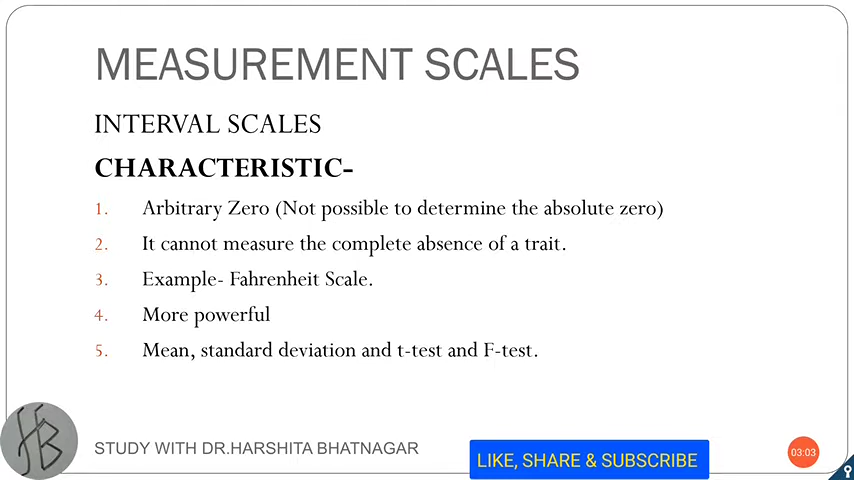 MEASUREMENT SCALES
INTERVAL SCALES
CHARACTERISTIC-
1. Arbitrary Zero (Not possible to determine the absolute zero)
2. It cannot measure the complete absence of a trait.
3. Example- Fahrenheit Scale.
4. More powerful
5. Mean, standard deviation and t-test and F-test.
HB
STUDY WITH DR.HARSHITA BHATNAGAR
LIKE, SHARE & SUBSCRIBE
03:03